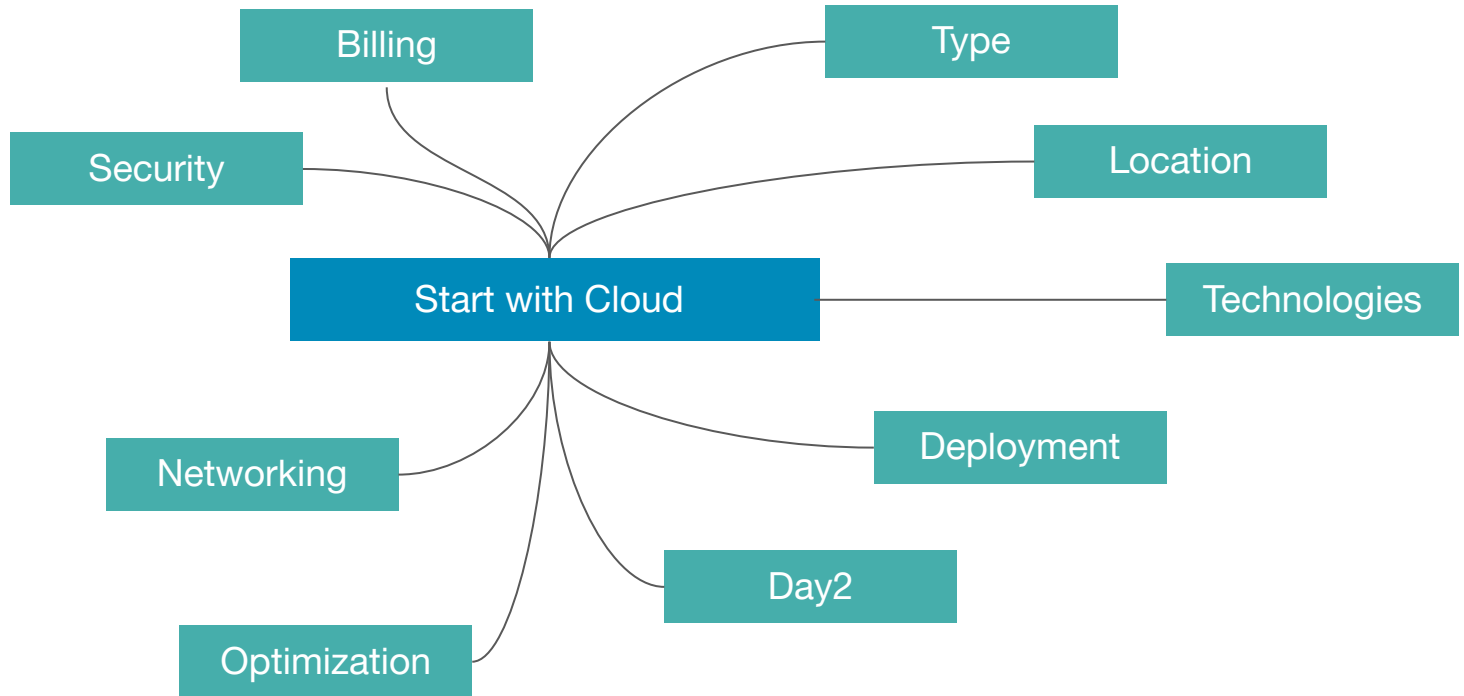 Billing
Type
Security
Location
Start with Cloud
Technologies
Networking
Deployment
Day2
Optimization